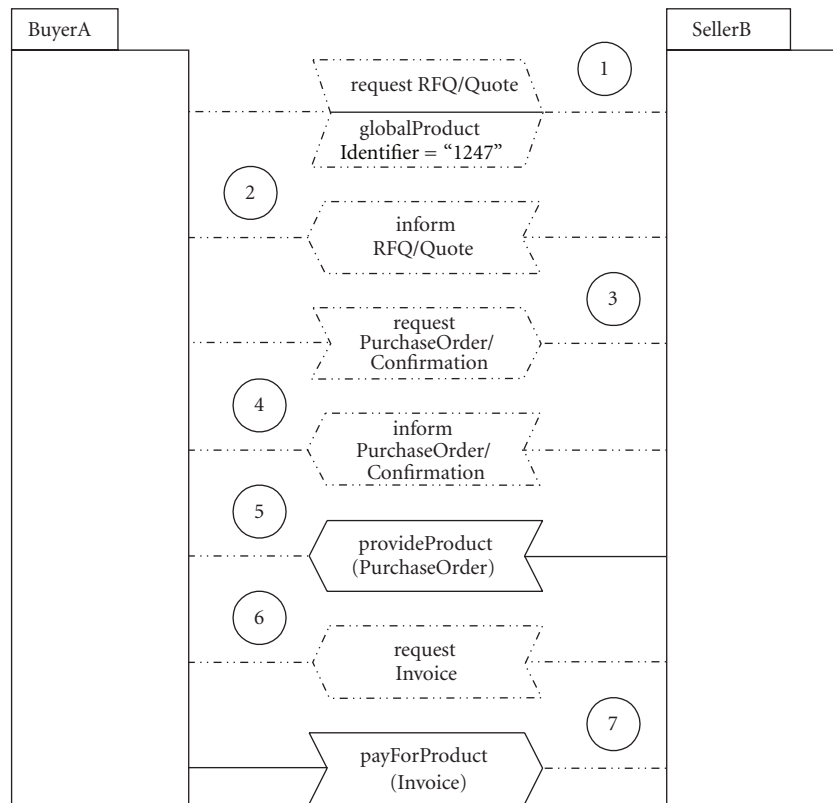 BuyerA
SellerB
1
request RFQ/Quote
globalProduct
Identifier = “1247”
2
inform
RFQ/Quote
3
request
PurchaseOrder/
Confirmation
4
inform
PurchaseOrder/
Confirmation
5
provideProduct
(PurchaseOrder)
6
request
Invoice
7
payForProduct
(Invoice)